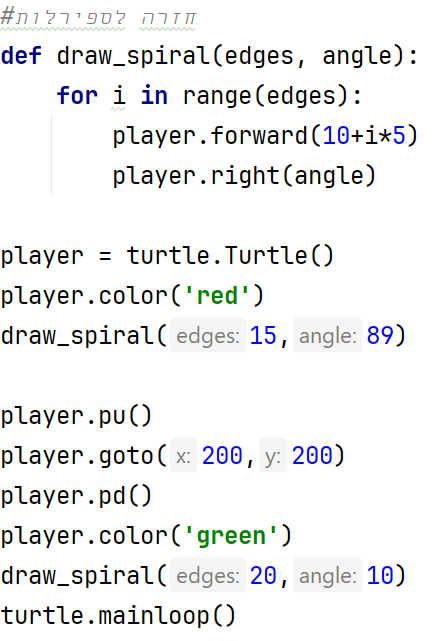 #חזרה לספירלות
def draw_spiral(edges, angle):
    for i in range(edges):
        player.forward(10+i*5)
        player.right(angle)

player = turtle.Turtle()
player.color('red')
draw_spiral(edges: 15, angle: 89)

player.pu()
player.goto(x: 200, y: 200)
player.pd()
player.color('green')
draw_spiral(edges: 20, angle: 10)
turtle.mainloop()